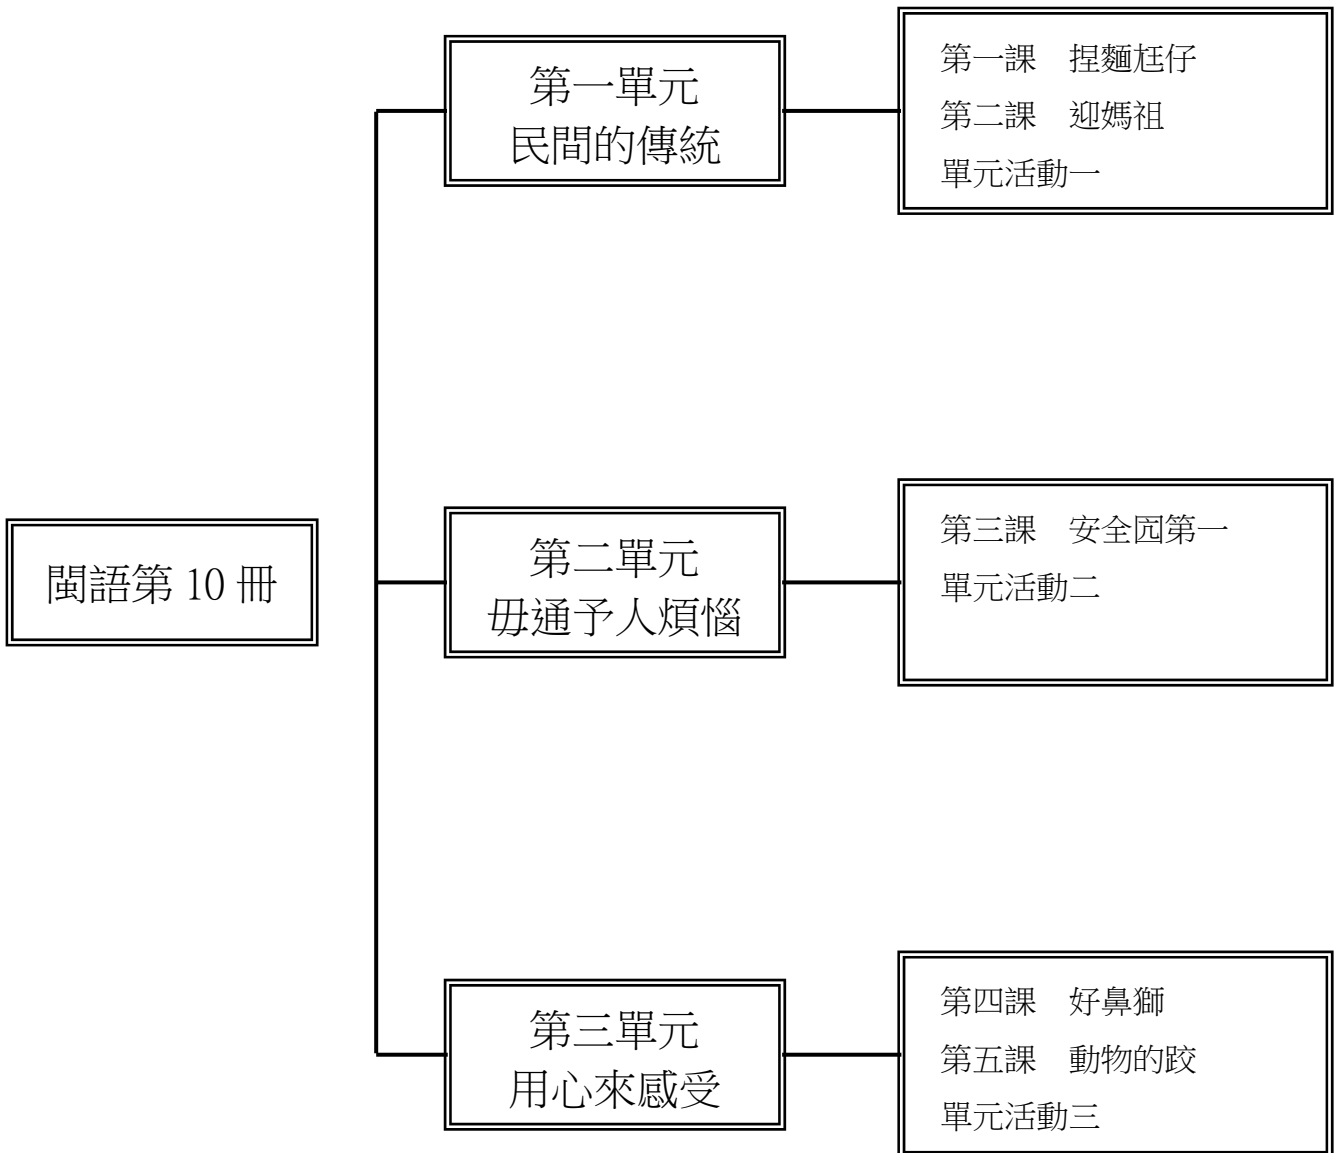 閩語第 10 冊
第一單元
民間的傳統
第一課　捏麵尪仔
第二課　迎媽祖
單元活動一
第二單元
毋通予人煩惱
第三課　安全囥第一
單元活動二
第三單元
用心來感受
第四課　好鼻獅
第五課　動物的跤
單元活動三